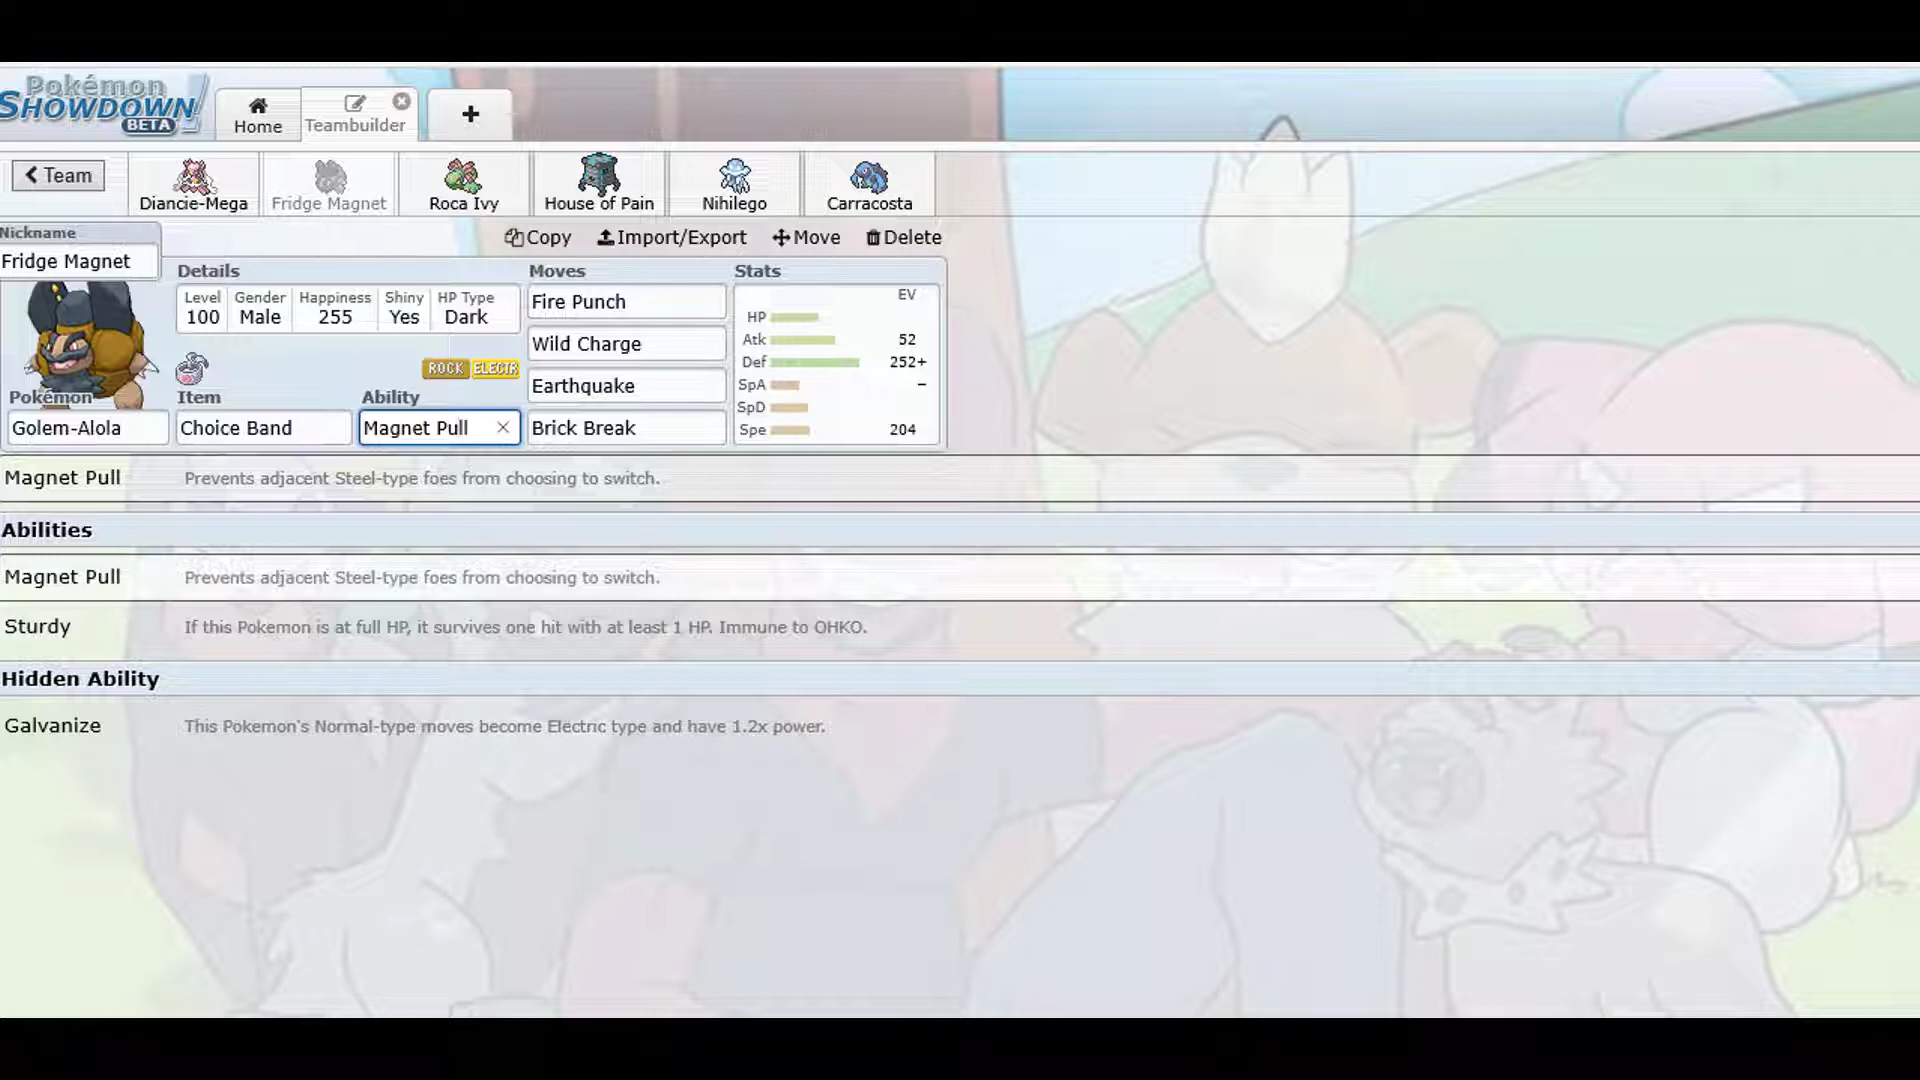 Pokémon
SHOWDOWN!
BETA
Home
Teambuilder
+
Team
Diancie-Mega
Fridge Magnet
Roca Ivy
House of Pain
Nihilego
Carracosta
Nickname
Fridge Magnet
Copy
Import/Export
Move
Delete
Details
Moves
Stats
Level
Gender
Happiness
Shiny
HP Type
100
Male
255
Yes
Dark
Fire Punch
Wild Charge
Earthquake
Brick Break
EV
HP
Atk 52
Def 252+
SpA −
SpD
Spe 204
ROCK ELECTR
Pokémon
Item
Ability
Golem-Alola
Choice Band
Magnet Pull
Magnet Pull Prevents adjacent Steel-type foes from choosing to switch.
Abilities
Magnet Pull Prevents adjacent Steel-type foes from choosing to switch.
Sturdy If this Pokemon is at full HP, it survives one hit with at least 1 HP. Immune to OHKO.
Hidden Ability
Galvanize This Pokemon's Normal-type moves become Electric type and have 1.2x power.